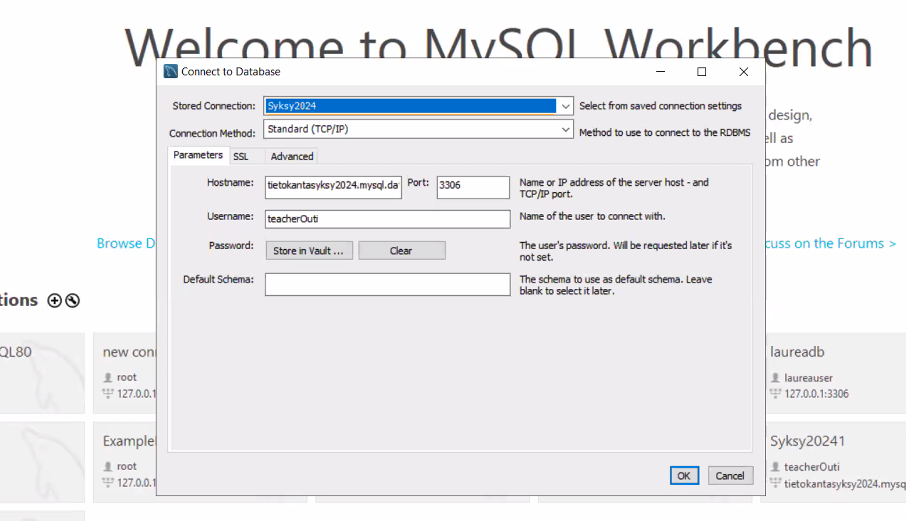 Welcome to MySQL Workbench
Connect to Database
Stored Connection: Syksy2024 Select from saved connection settings
Connection Method: Standard (TCP/IP) Method to use to connect to the RDBMS
Parameters SSL Advanced
Hostname: tietokantasyksy2024.mysql.da Port: 3306 Name or IP address of the server host - and
TCP/IP port.
Username: teacherOuti Name of the user to connect with.
Password: Store in Vault ... Clear The user's password. Will be requested later if it's
not set.
Default Schema: The schema to use as default schema. Leave
blank to select it later.
OK Cancel
design,
ell as
om other
Browse D
cuss on the Forums >
tions
QL80
new conn
root
127.0.0.1
laureadb
laureauser
127.0.0.1:3306
Example
root
127.0.0.1
Syksy20241
teacherOuti
tietokantasyksy2024.mysq